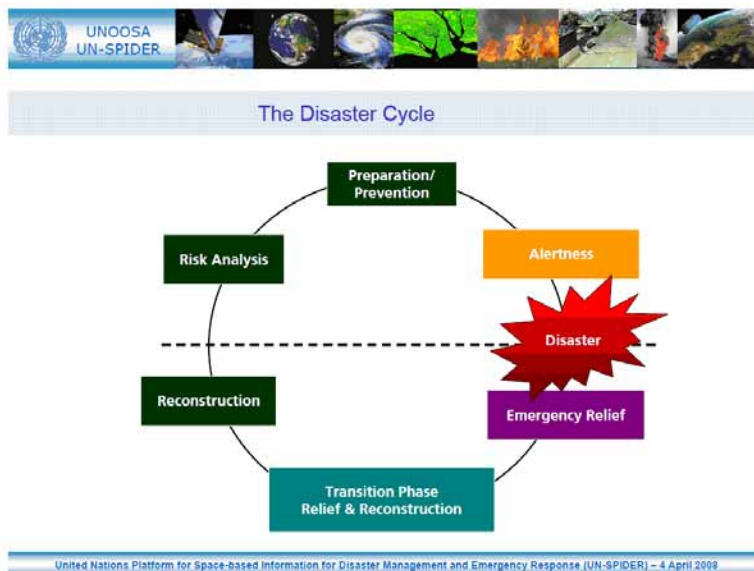 UNOOSA
UN-SPIDER
The Disaster Cycle
Preparation/
Prevention
Risk Analysis
Alertness
Disaster
Reconstruction
Emergency Relief
Transition Phase
Relief & Reconstruction
United Nations Platform for Space-based Information for Disaster Management and Emergency Response (UN-SPIDER) – 4 April 2008